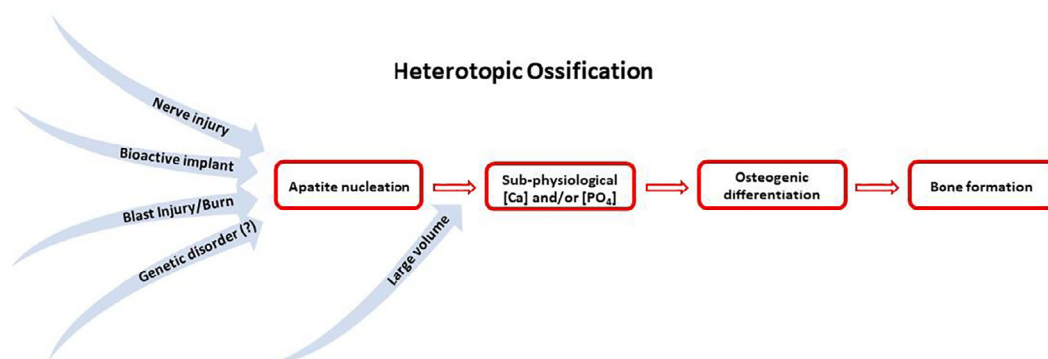 Heterotopic Ossification
Nerve injury
Bioactive implant
Blast Injury/Burn
Genetic disorder (?)
Apatite nucleation
Large volume
Sub-physiological
[Ca] and/or [PO₄]
Osteogenic
differentiation
Bone formation